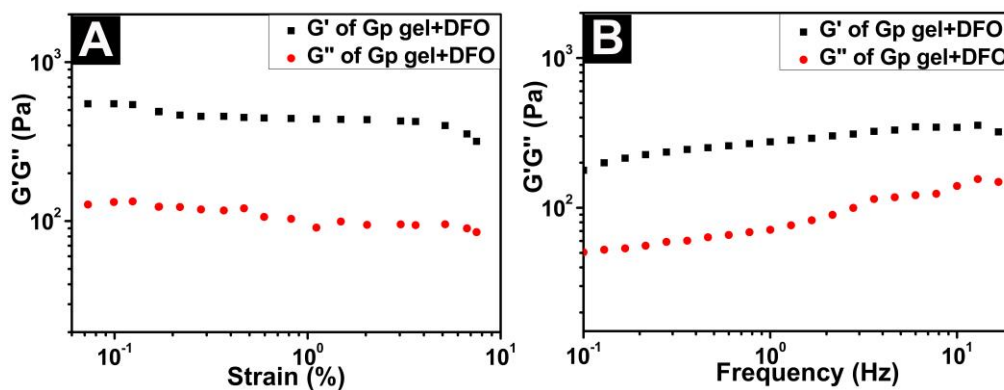 A
G' of Gp gel+DFO
G'' of Gp gel+DFO
G'G'' (Pa)
10³
10²
10⁻¹
10⁰
10¹
Strain (%)
B
G' of Gp gel+DFO
G'' of Gp gel+DFO
G'G'' (Pa)
10³
10²
10⁻¹
10⁰
10¹
Frequency (Hz)